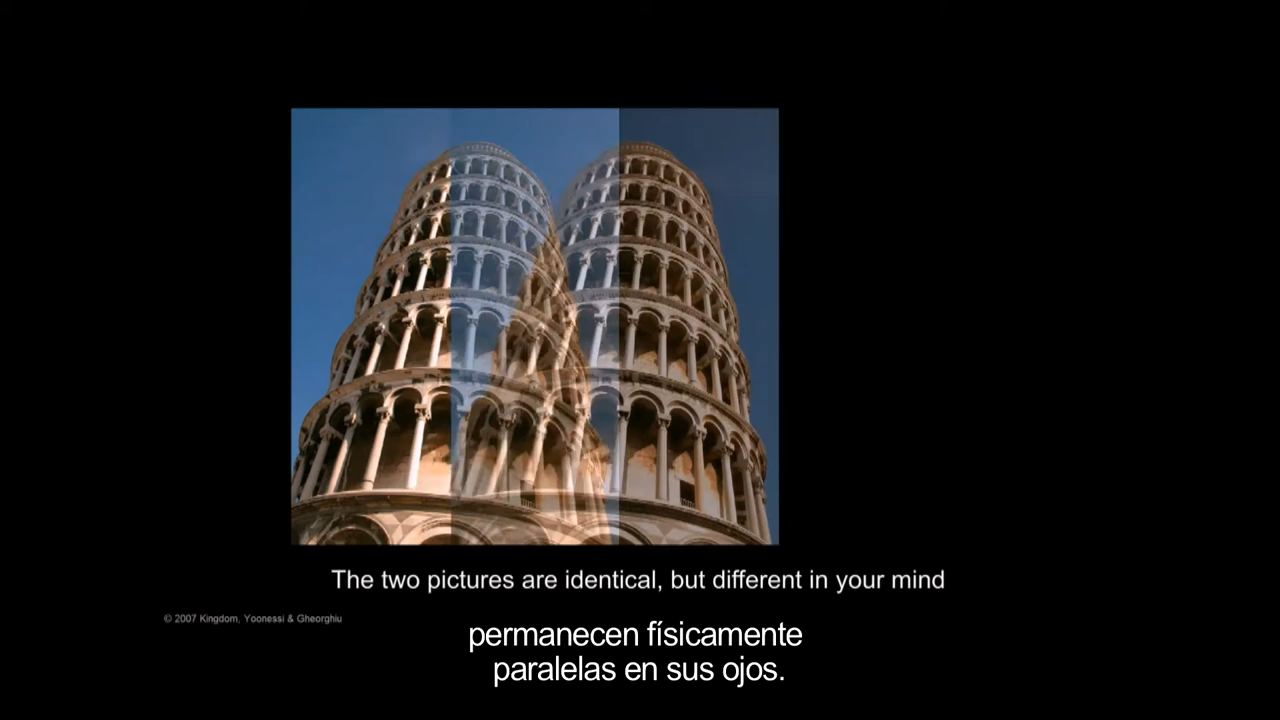 The two pictures are identical, but different in your mind
© 2007 Kingdom, Yoonessi & Gheorghiu
permanecen físicamente
paralelas en sus ojos.